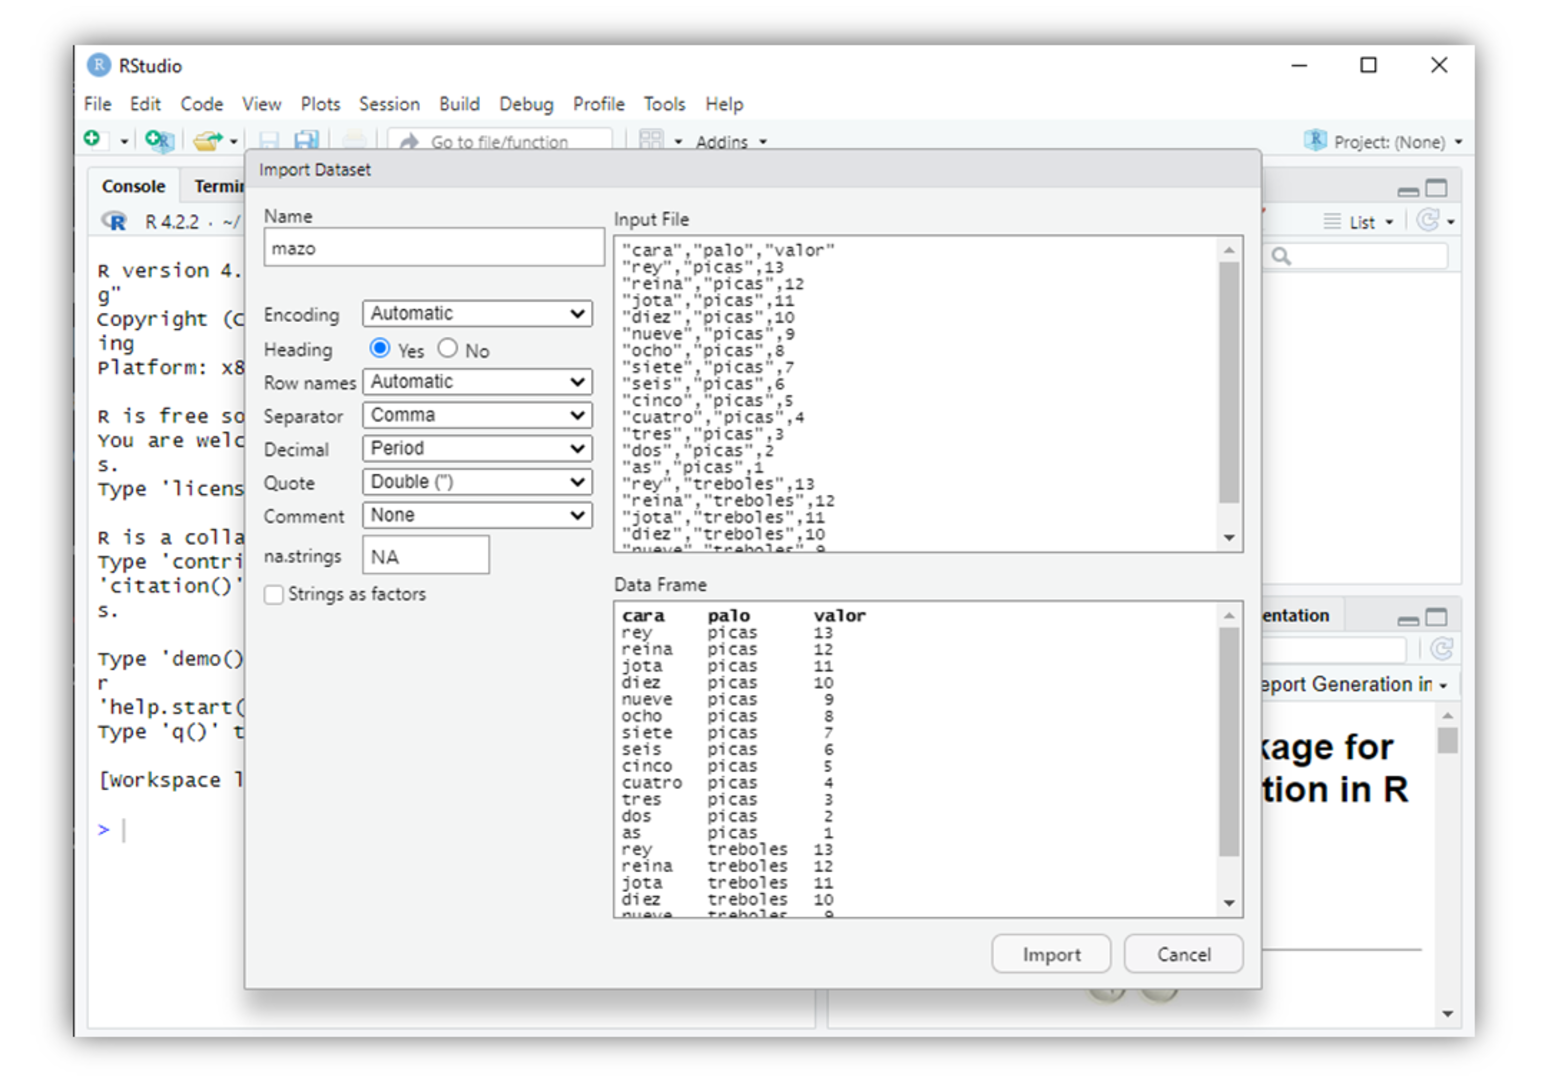 RStudio
File Edit Code View Plots Session Build Debug Profile Tools Help
Go to file/function
Addins
Project: (None)
Console
R 4.2.2 · ~/
R version 4.
g"
Copyright (C
ing
Platform: x8
R is free so
You are welc
s.
Type 'licens
R is a colla
Type 'contri
'citation()'
s.
Type 'demo()
r
'help.start(
Type 'q()' t
[Workspace l
>
Import Dataset
Name
mazo
Encoding Automatic
Heading Yes No
Row names Automatic
Separator Comma
Decimal Period
Quote Double (")
Comment None
na.strings NA
Strings as factors
Input File
"cara","palo","valor"
"rey","picas",13
"reina","picas",12
"jota","picas",11
"diez","picas",10
"nueve","picas",9
"ocho","picas",8
"siete","picas",7
"seis","picas",6
"cinco","picas",5
"cuatro","picas",4
"tres","picas",3
"dos","picas",2
"as","picas",1
"rey","treboles",13
"reina","treboles",12
"jota","treboles",11
"diez","treboles",10
"nueve","treboles",9
Data Frame
cara palo valor
rey picas 13
reina picas 12
jota picas 11
diez picas 10
nueve picas 9
ocho picas 8
siete picas 7
seis picas 6
cinco picas 5
cuatro picas 4
tres picas 3
dos picas 2
as picas 1
rey treboles 13
reina treboles 12
jota treboles 11
diez treboles 10
nueve treboles 9
Import Cancel
List
entation
eport Generation in
kage for
tion in R